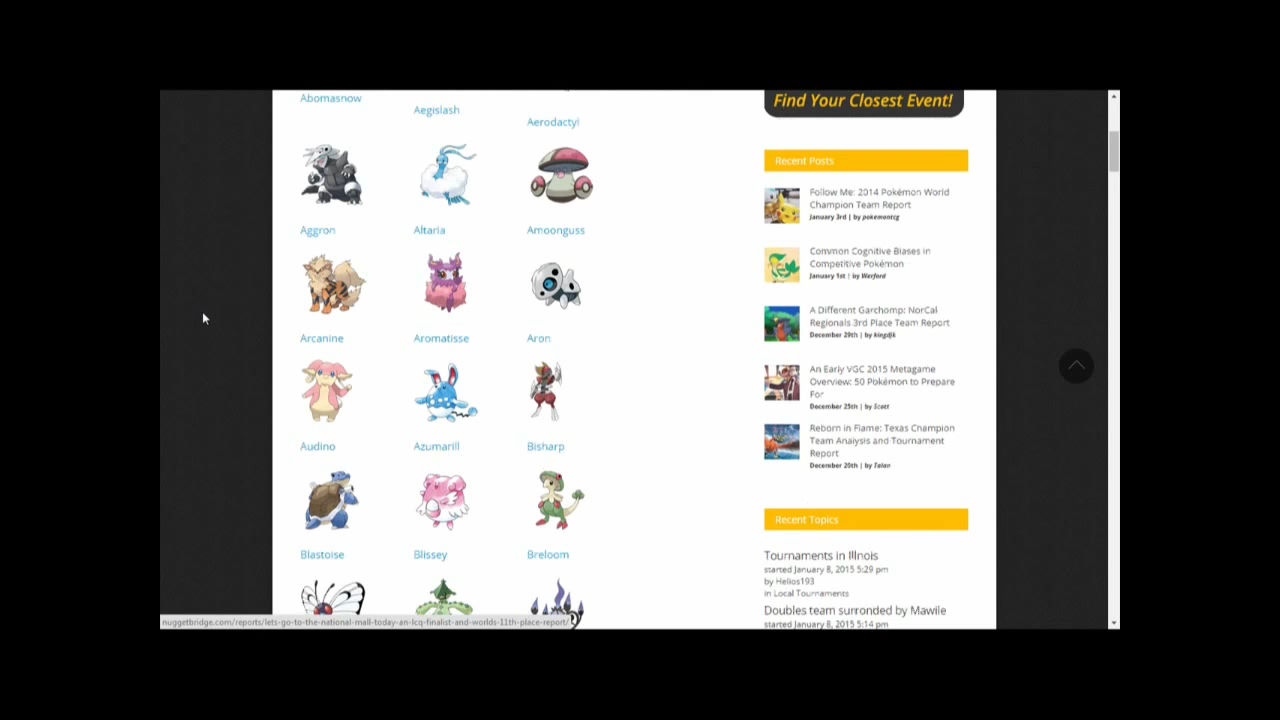 Abomasnow
Aegislash
Aerodactyl
Aggron
Altaria
Amoonguss
Arcanine
Aromatisse
Aron
Audino
Azumarill
Bisharp
Blastoise
Blissey
Breloom
nuggetbridge.com/reports/lets-go-to-the-national-mall-today-an-lcq-finalist-and-worlds-11th-place-report/
Find Your Closest Event!
Recent Posts
Follow Me: 2014 Pokémon World
Champion Team Report
January 3rd | by pokemontcg
Common Cognitive Biases in
Competitive Pokémon
January 1st | by Werford
A Different Garchomp: NorCal
Regionals 3rd Place Team Report
December 29th | by kingdjk
An Early VGC 2015 Metagame
Overview: 50 Pokémon to Prepare
For
December 25th | by Scott
Reborn in Flame: Texas Champion
Team Analysis and Tournament
Report
December 20th | by Talan
Recent Topics
Tournaments in Illnois
started January 8, 2015 5:29 pm
by Helios193
in Local Tournaments
Doubles team surronded by Mawile
started January 8, 2015 5:14 pm